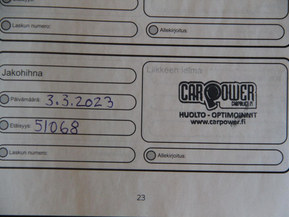 Laskun numero:
Allekirjoitus:
Jakohihna
Päivämäärä: 3.3.2023
51068
Laskun numero:
CARPOWER
HUOLTO - OPTIMOINNIT
www.carpower.fi
Allekirjoitus:
23